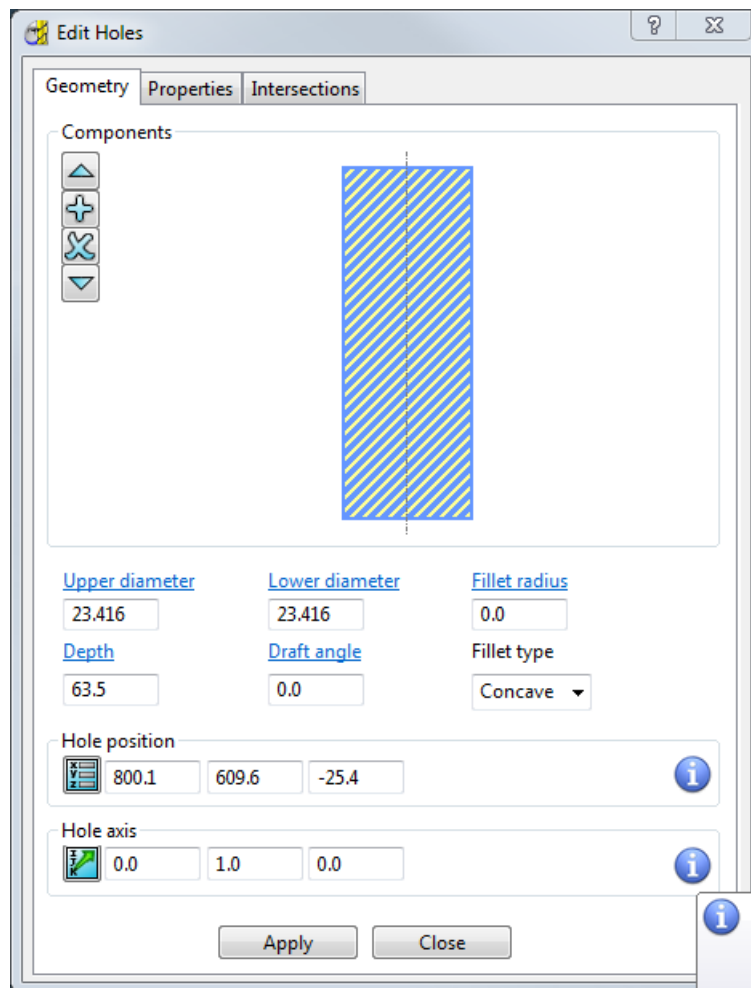 Edit Holes
Geometry Properties Intersections
Components
Upper diameter Lower diameter Fillet radius
23.416 23.416 0.0
Depth Draft angle Fillet type
63.5 0.0 Concave
Hole position
X Y Z 800.1 609.6 -25.4
Hole axis
I J K 0.0 1.0 0.0
Apply Close